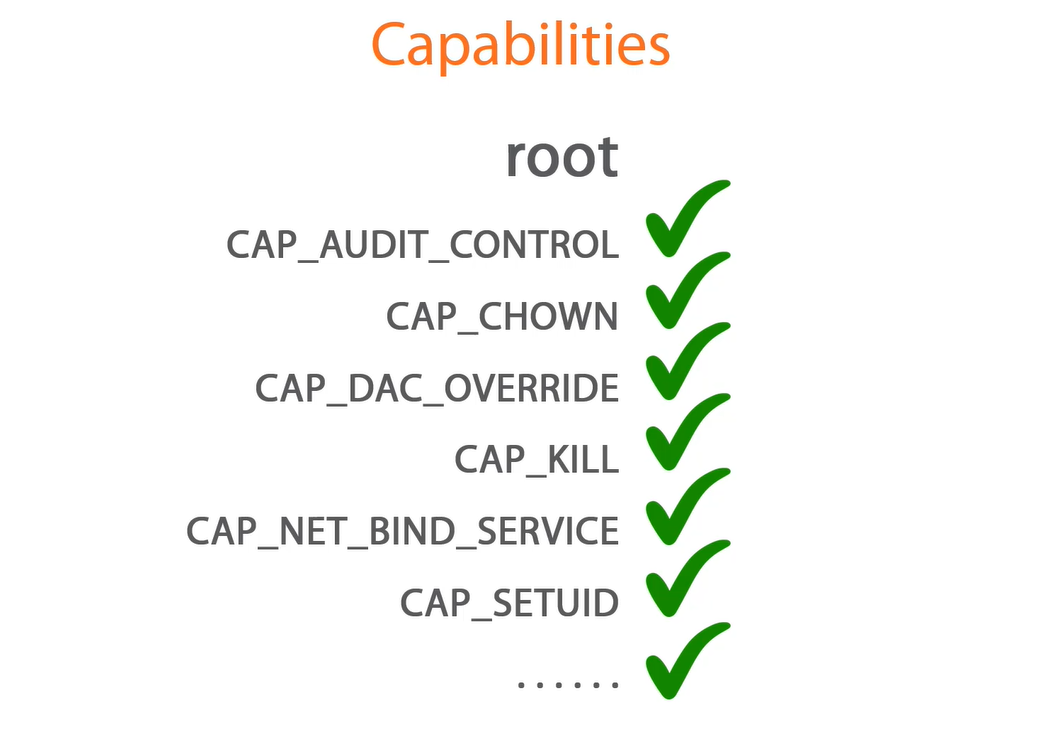 Capabilities
root
CAP_AUDIT_CONTROL
CAP_CHOWN
CAP_DAC_OVERRIDE
CAP_KILL
CAP_NET_BIND_SERVICE
CAP_SETUID
......